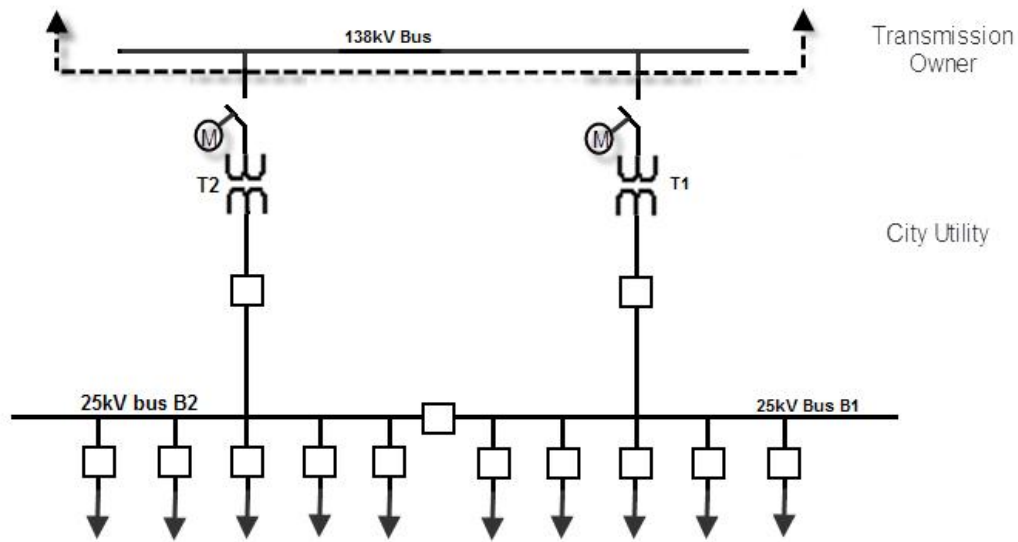 138kV Bus
Transmission
Owner
M
M
T2
T1
City Utility
25kV bus B2
25kV Bus B1